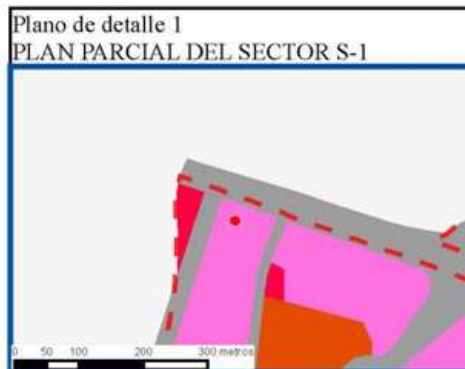 Plano de detalle 1
PLAN PARCIAL DEL SECTOR S-1
0 50 100 200 300 metros